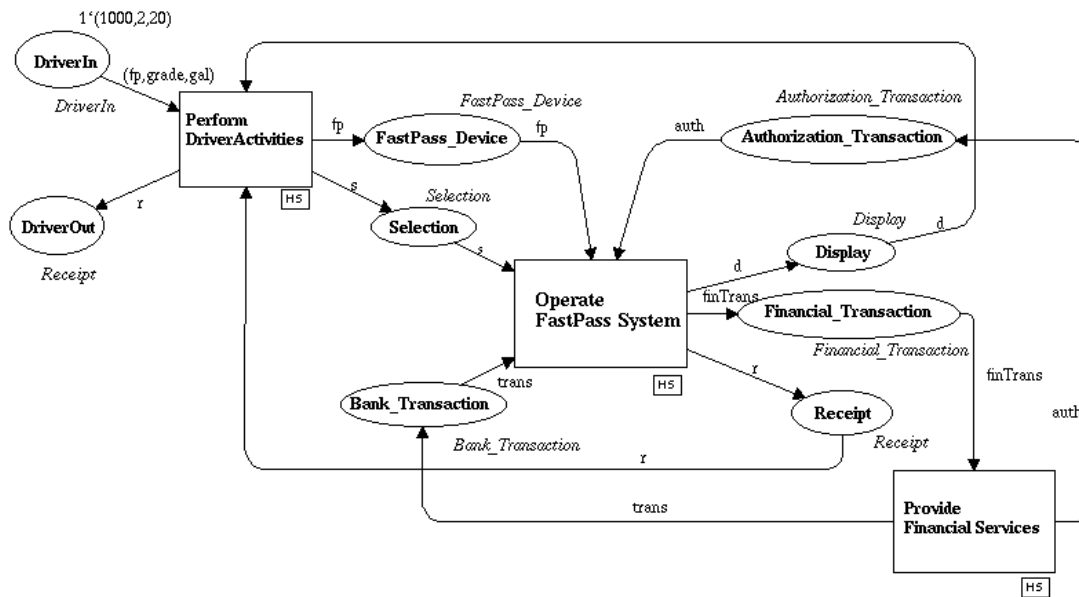 1`(1000,2,20)
DriverIn
(fp,grade,gal)
DriverIn
Perform
DriverActivities
HS
r
DriverOut
Receipt
fp
FastPass_Device
FastPass_Device
fp
s
Selection
Selection
s
auth
Authorization_Transaction
Authorization_Transaction
Operate
FastPass System
HS
d
Display
Display
d
finTrans
Financial_Transaction
Financial_Transaction
finTrans
r
Receipt
Receipt
r
trans
Bank_Transaction
Bank_Transaction
trans
auth
Provide
Financial Services
HS